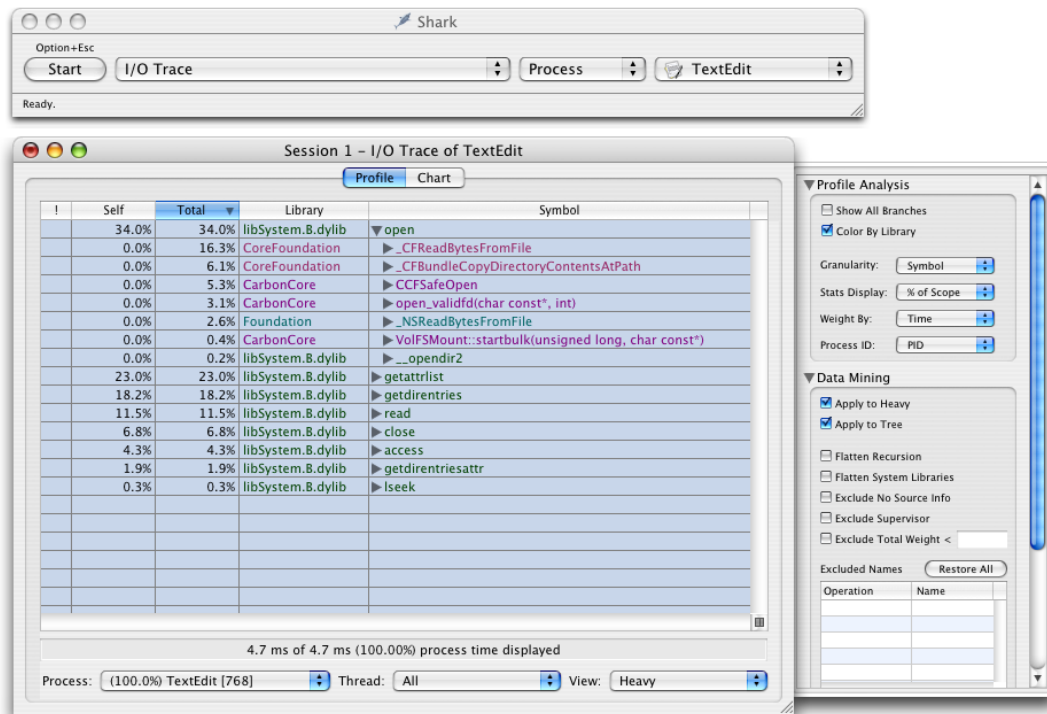 Shark
Option+Esc
Start I/O Trace Process TextEdit
Ready.
Session 1 – I/O Trace of TextEdit
Profile Chart
! Self Total Library Symbol
34.0% 34.0% libSystem.B.dylib open
0.0% 16.3% CoreFoundation _CFReadBytesFromFile
0.0% 6.1% CoreFoundation _CFBundleCopyDirectoryContentsAtPath
0.0% 5.3% CarbonCore CCFSafeOpen
0.0% 3.1% CarbonCore open_validfd(char const*, int)
0.0% 2.6% Foundation _NSReadBytesFromFile
0.0% 0.4% CarbonCore VolFSMount::startbulk(unsigned long, char const*)
0.0% 0.2% libSystem.B.dylib __opendir2
23.0% 23.0% libSystem.B.dylib getattrlist
18.2% 18.2% libSystem.B.dylib getdirentries
11.5% 11.5% libSystem.B.dylib read
6.8% 6.8% libSystem.B.dylib close
4.3% 4.3% libSystem.B.dylib access
1.9% 1.9% libSystem.B.dylib getdirentriesattr
0.3% 0.3% libSystem.B.dylib lseek
4.7 ms of 4.7 ms (100.00%) process time displayed
Process: (100.0%) TextEdit [768] Thread: All View: Heavy
Profile Analysis
Show All Branches
Color By Library
Granularity: Symbol
Stats Display: % of Scope
Weight By: Time
Process ID: PID
Data Mining
Apply to Heavy
Apply to Tree
Flatten Recursion
Flatten System Libraries
Exclude No Source Info
Exclude Supervisor
Exclude Total Weight <
Excluded Names Restore All
Operation Name